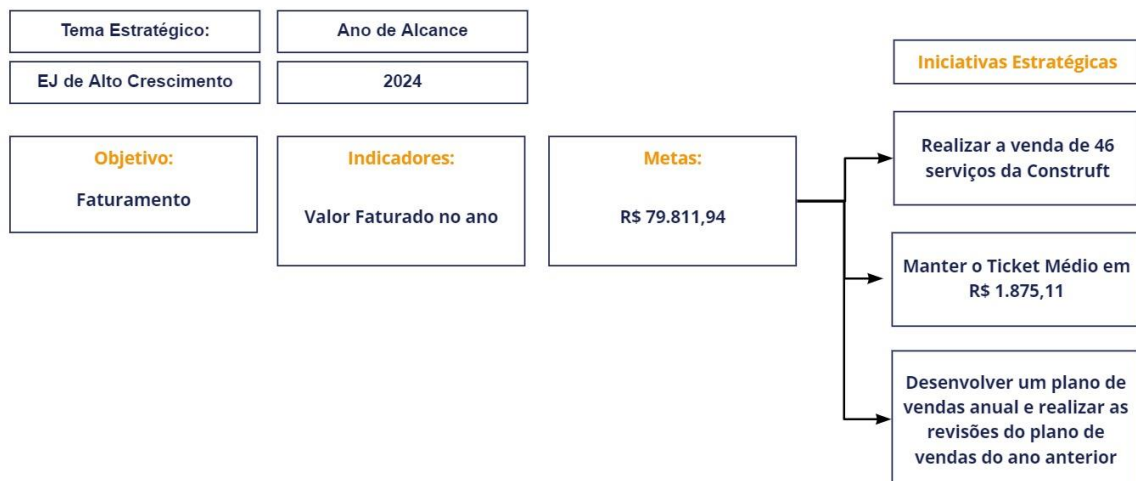 Tema Estratégico:
Ano de Alcance
EJ de Alto Crescimento
2024
Objetivo:
Faturamento
Indicadores:
Valor Faturado no ano
Metas:
R$ 79.811,94
Iniciativas Estratégicas
Realizar a venda de 46
serviços da Construft
Manter o Ticket Médio em
R$ 1.875,11
Desenvolver um plano de
vendas anual e realizar as
revisões do plano de
vendas do ano anterior